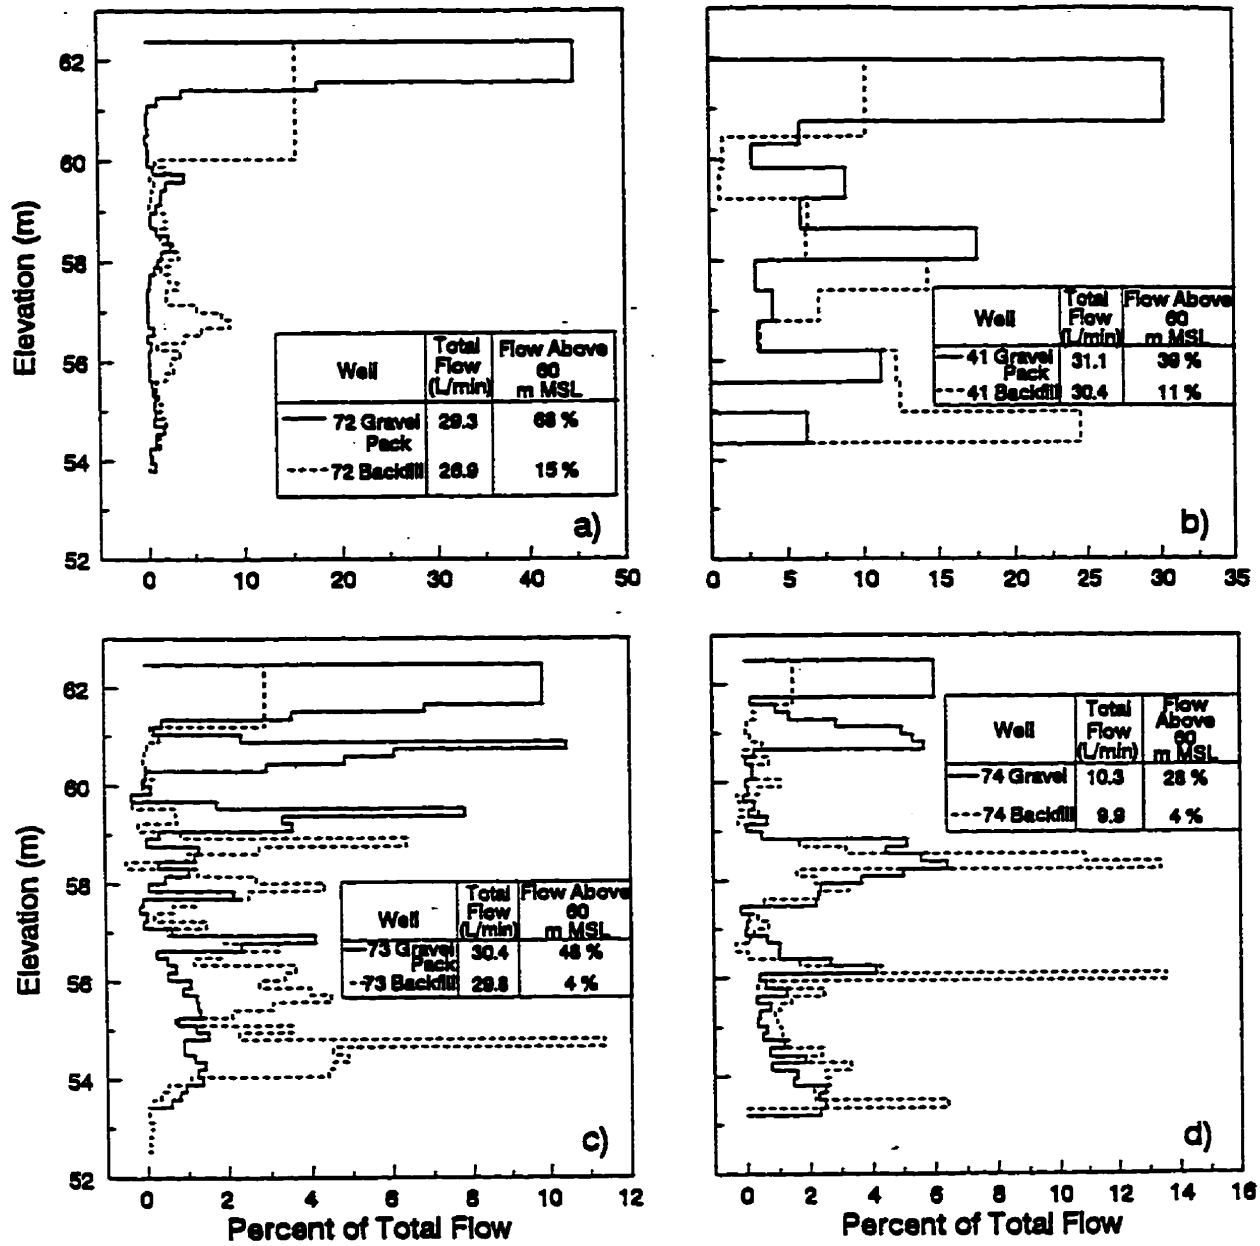 Elevation (m)
62
60
58
56
54
52
0 10 20 30 40 50
Well Total Flow (L/min) Flow Above 60 m MSL
72 Gravel Pack 29.3 68 %
72 Backfill 26.9 15 %
a)
0 5 10 15 20 25 30 35
Well Total Flow (L/min) Flow Above 60 m MSL
41 Gravel Pack 31.1 39 %
41 Backfill 30.4 11 %
b)
Elevation (m)
62
60
58
56
54
52
0 2 4 6 8 10 12
Percent of Total Flow
Well Total Flow (L/min) Flow Above 60 m MSL
73 Gravel Pack 30.4 48 %
73 Backfill 29.8 4 %
c)
0 2 4 6 8 10 12 14 16
Percent of Total Flow
Well Total Flow (L/min) Flow Above 60 m MSL
74 Gravel 10.3 28 %
74 Backfill 9.9 4 %
d)